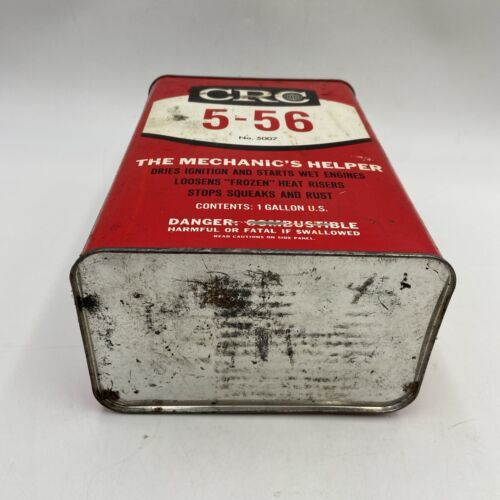 CRC
5-56
No. 5007
THE MECHANIC'S HELPER
DRIES IGNITION AND STARTS WET ENGINES
LOOSENS "FROZEN" HEAT RISERS
STOPS SQUEAKS AND RUST
CONTENTS: 1 GALLON U.S.
DANGER: COMBUSTIBLE
HARMFUL OR FATAL IF SWALLOWED
READ CAUTIONS ON SIDE PANEL.